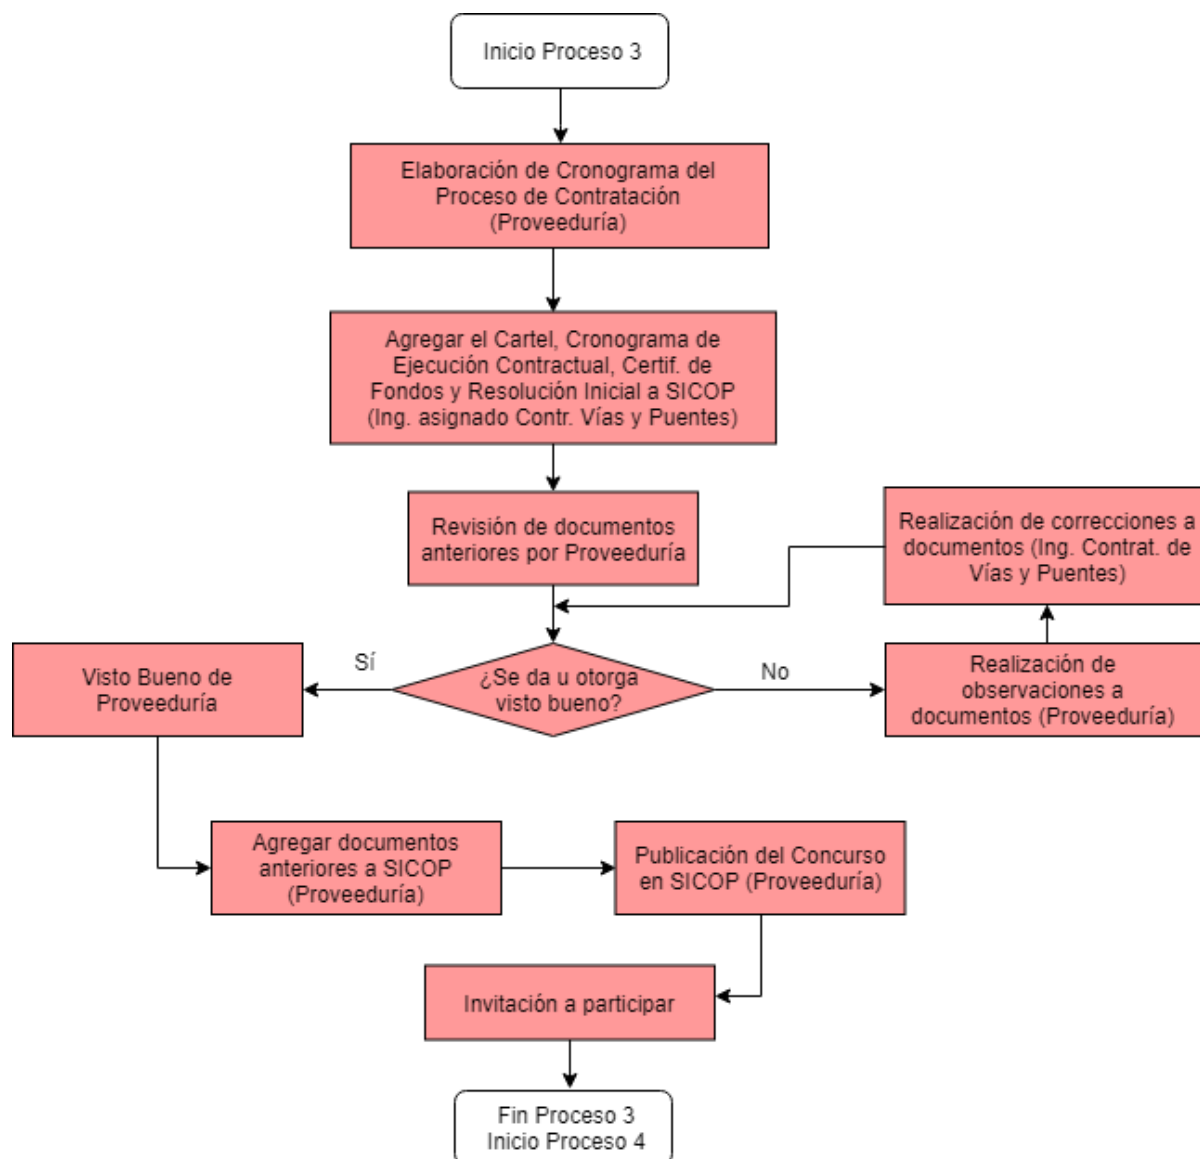 Inicio Proceso 3
Elaboración de Cronograma del
Proceso de Contratación
(Proveeduría)
Agregar el Cartel, Cronograma de
Ejecución Contractual, Certif. de
Fondos y Resolución Inicial a SICOP
(Ing. asignado Contr. Vías y Puentes)
Revisión de documentos
anteriores por Proveeduría
Realización de correcciones a
documentos (Ing. Contrat. de
Vías y Puentes)
¿Se da u otorga
visto bueno?
Sí
No
Visto Bueno de
Proveeduría
Realización de
observaciones a
documentos (Proveeduría)
Agregar documentos
anteriores a SICOP
(Proveeduría)
Publicación del Concurso
en SICOP (Proveeduría)
Invitación a participar
Fin Proceso 3
Inicio Proceso 4